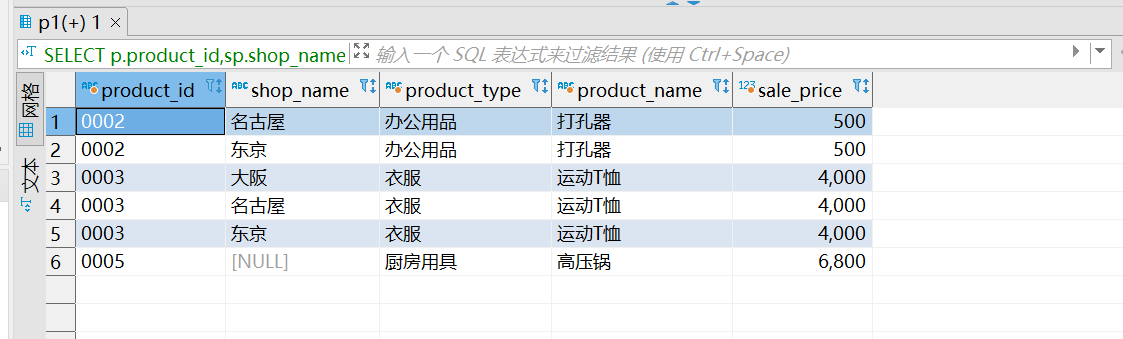 p1(+) 1
SELECT p.product_id,sp.shop_name 输入一个 SQL 表达式来过滤结果 (使用 Ctrl+Space)
网格
文本
product_id shop_name product_type product_name sale_price
1 0002 名古屋 办公用品 打孔器 500
2 0002 东京 办公用品 打孔器 500
3 0003 大阪 衣服 运动T恤 4,000
4 0003 名古屋 衣服 运动T恤 4,000
5 0003 东京 衣服 运动T恤 4,000
6 0005 [NULL] 厨房用具 高压锅 6,800